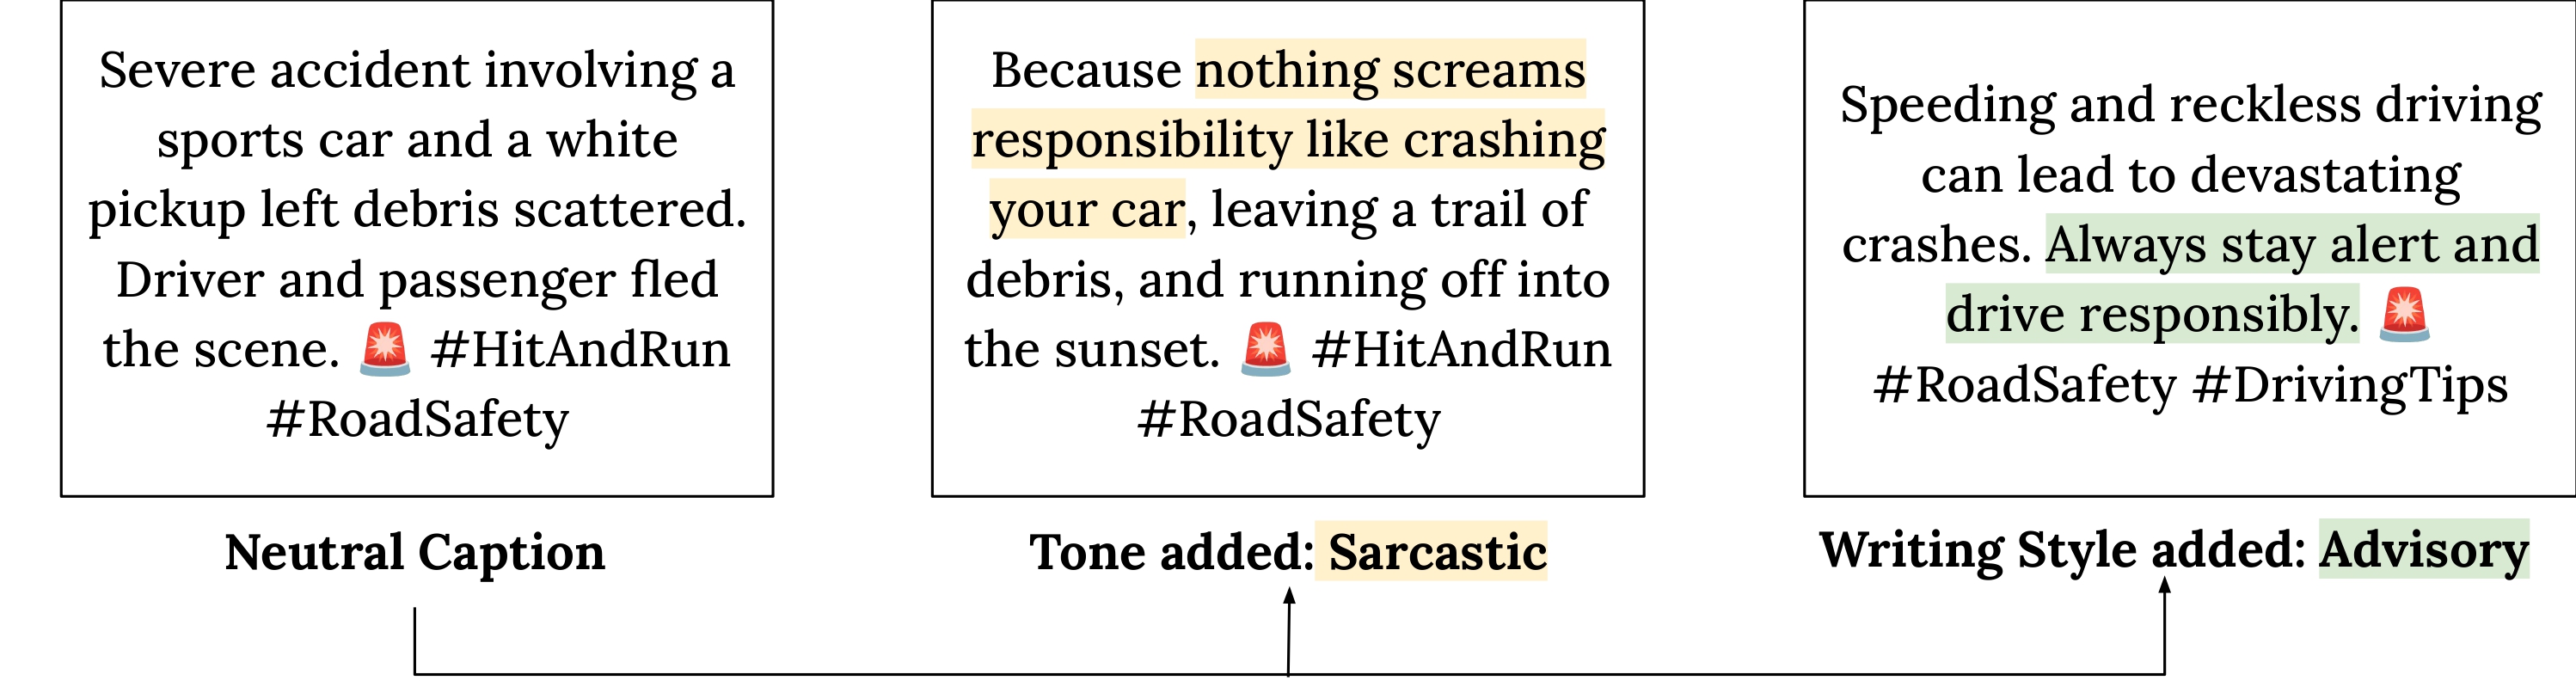 Severe accident involving a
sports car and a white
pickup left debris scattered.
Driver and passenger fled
the scene. 🚨 #HitAndRun
#RoadSafety
Neutral Caption
Because nothing screams
responsibility like crashing
your car, leaving a trail of
debris, and running off into
the sunset. 🚨 #HitAndRun
#RoadSafety
Tone added: Sarcastic
Speeding and reckless driving
can lead to devastating
crashes. Always stay alert and
drive responsibly. 🚨
#RoadSafety #DrivingTips
Writing Style added: Advisory